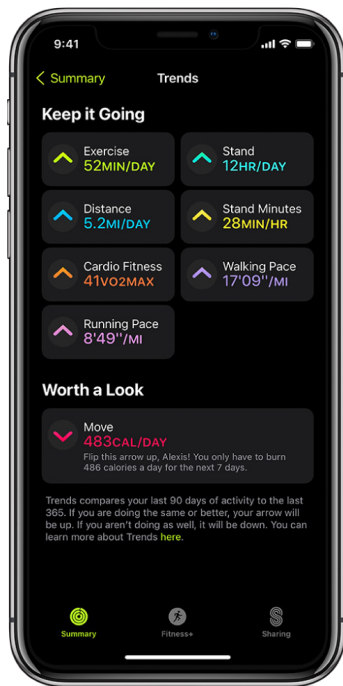 9:41
Summary
Trends
Keep it Going
Exercise
52MIN/DAY
Stand
12HR/DAY
Distance
5.2MI/DAY
Stand Minutes
28MIN/HR
Cardio Fitness
41VO2MAX
Walking Pace
17'09"/MI
Running Pace
8'49"/MI
Worth a Look
Move
483CAL/DAY
Flip this arrow up, Alexis! You only have to burn
486 calories a day for the next 7 days.
Trends compares your last 90 days of activity to the last
365. If you are doing the same or better, your arrow will
be up. If you aren't doing as well, it will be down. You can
learn more about Trends here.
Summary
Fitness+
Sharing